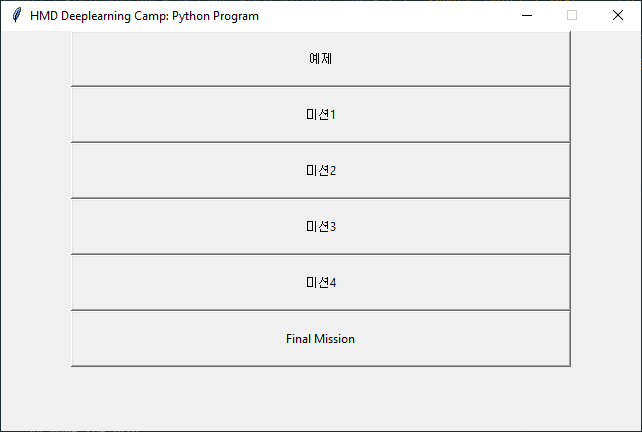 HMD Deeplearning Camp: Python Program
예제
미션1
미션2
미션3
미션4
Final Mission